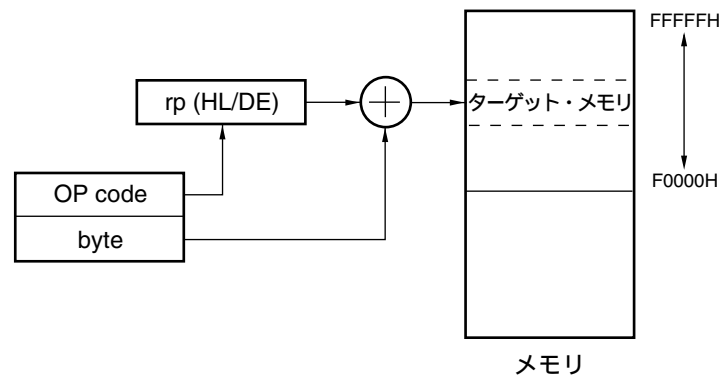 FFFFFH
rp (HL/DE)
ターゲット・メモリ
F0000H
OP code
byte
メモリ